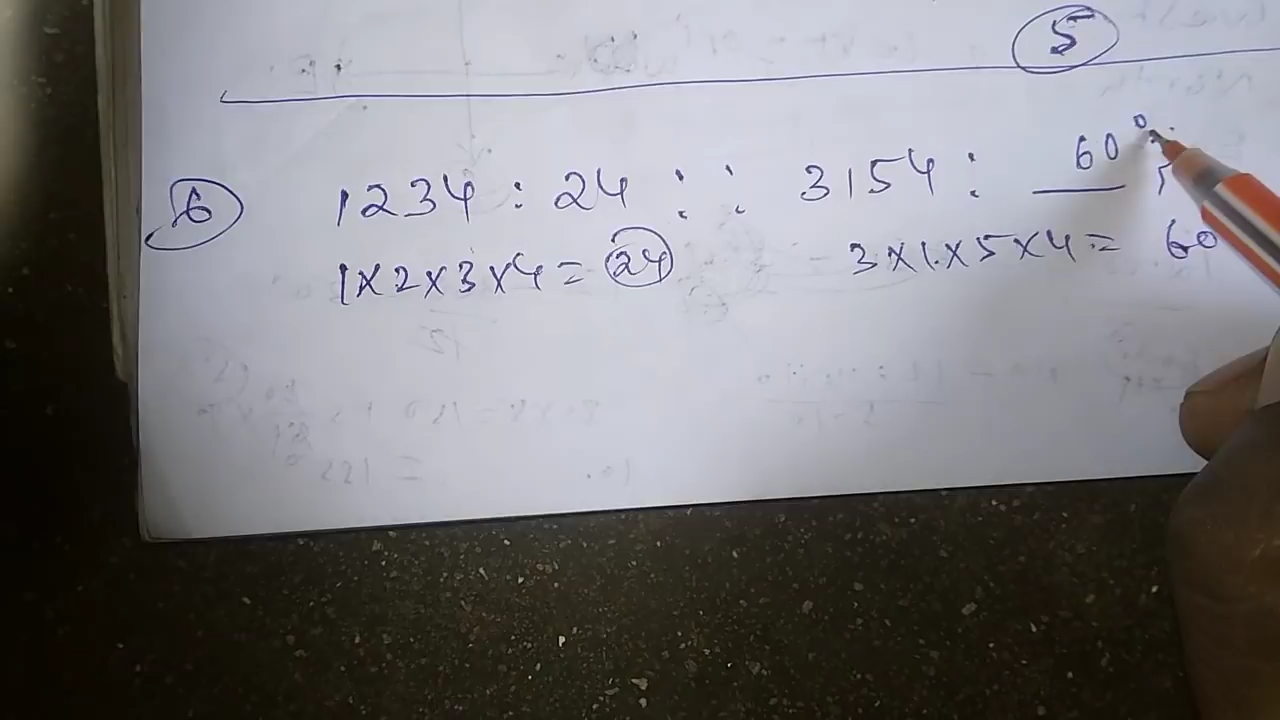 5
6 1234 : 24 :: 3154 : 60
1×2×3×4 = 24 3×1×5×4 = 60